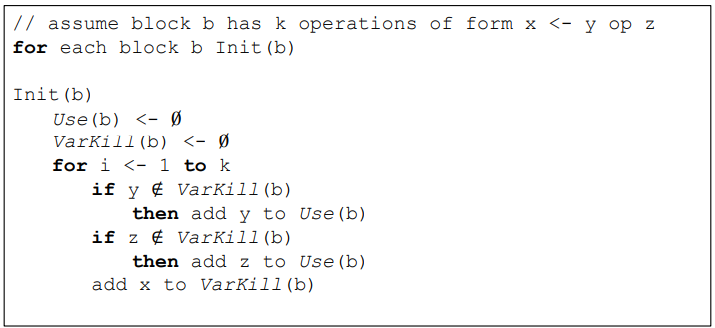 // assume block b has k operations of form x <- y op z
for each block b Init(b)
Init(b)
Use(b) <- Ø
VarKill(b) <- Ø
for i <- 1 to k
if y ∉ VarKill(b)
then add y to Use(b)
if z ∉ VarKill(b)
then add z to Use(b)
add x to VarKill(b)